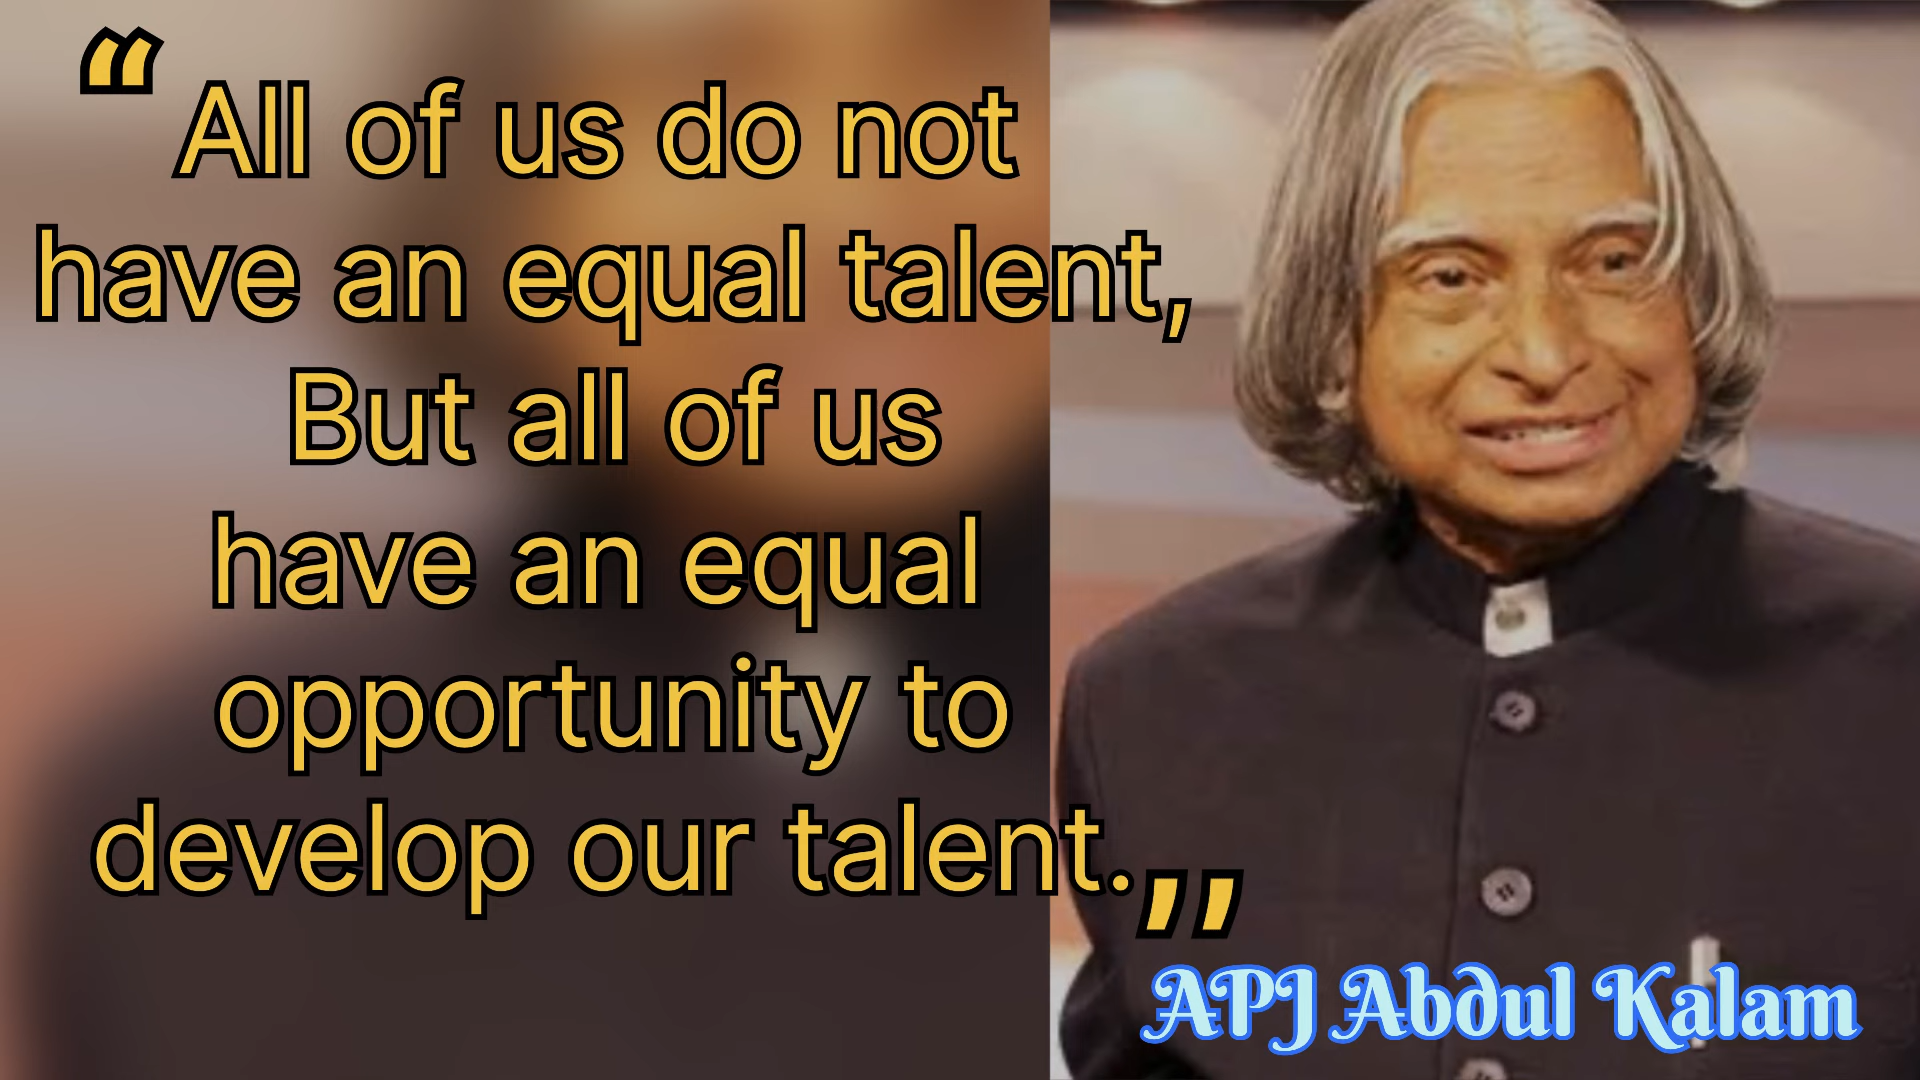 “All of us do not
have an equal talent,
But all of us
have an equal
opportunity to
develop our talent.,,
APJ Abdul Kalam